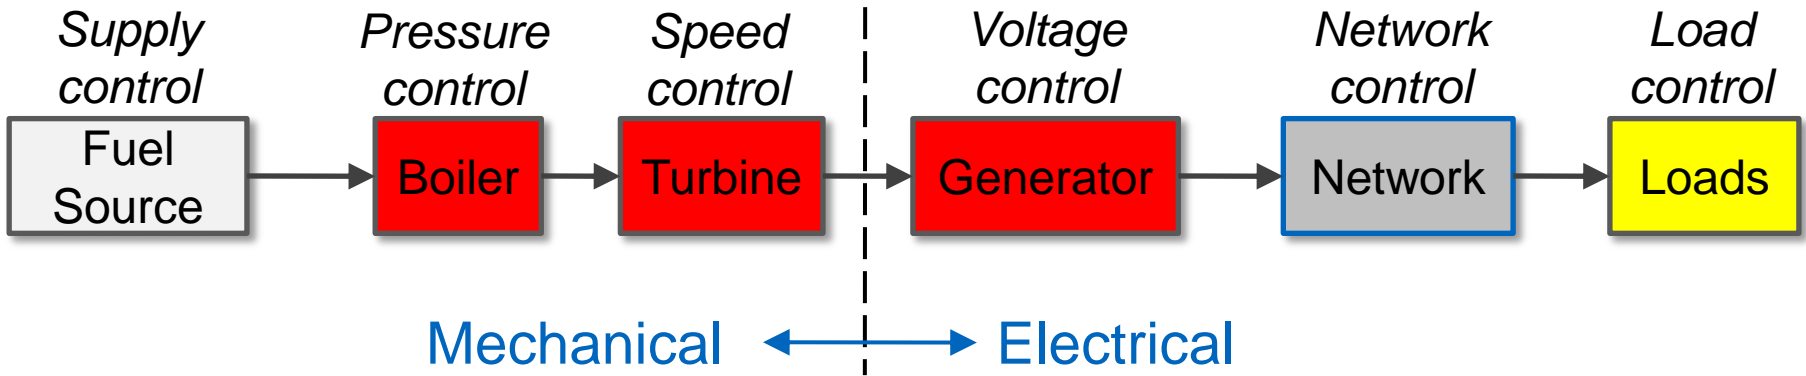 Supply
control
Pressure
control
Speed
control
Voltage
control
Network
control
Load
control
Fuel
Source
Boiler
Turbine
Generator
Network
Loads
Mechanical
Electrical